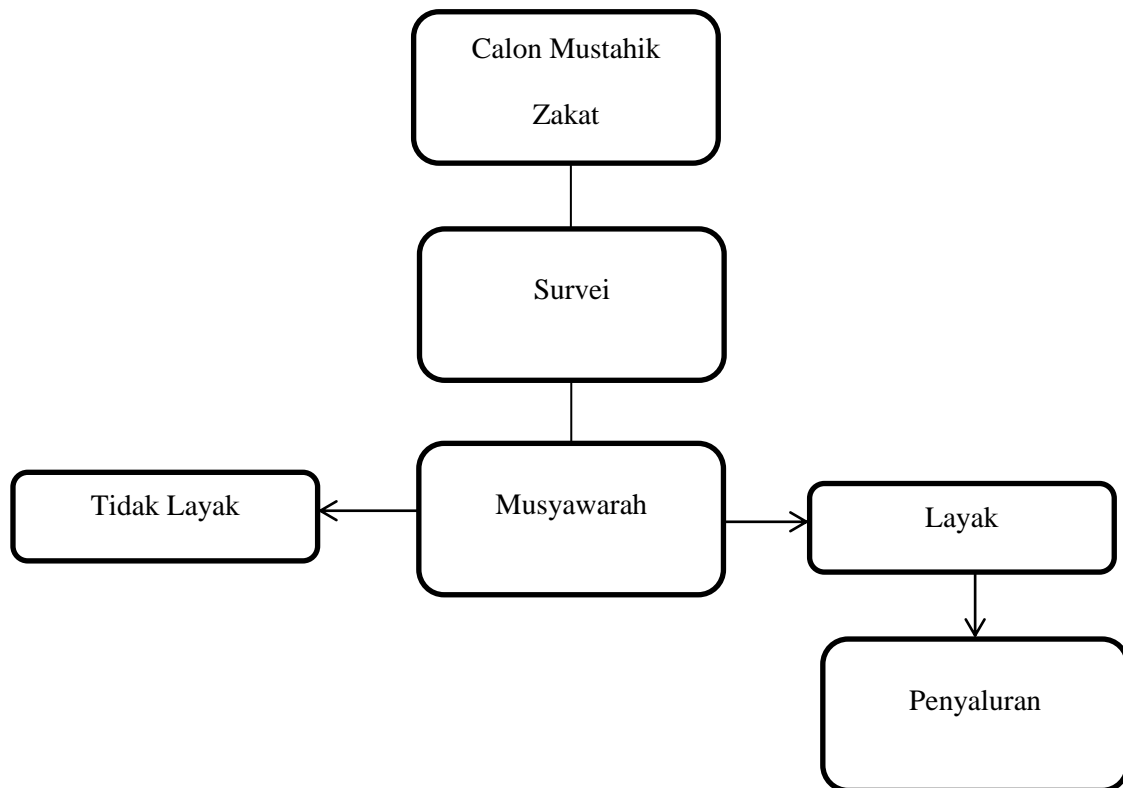 Calon Mustahik
Zakat
Survei
Musyawarah
Tidak Layak
Layak
Penyaluran